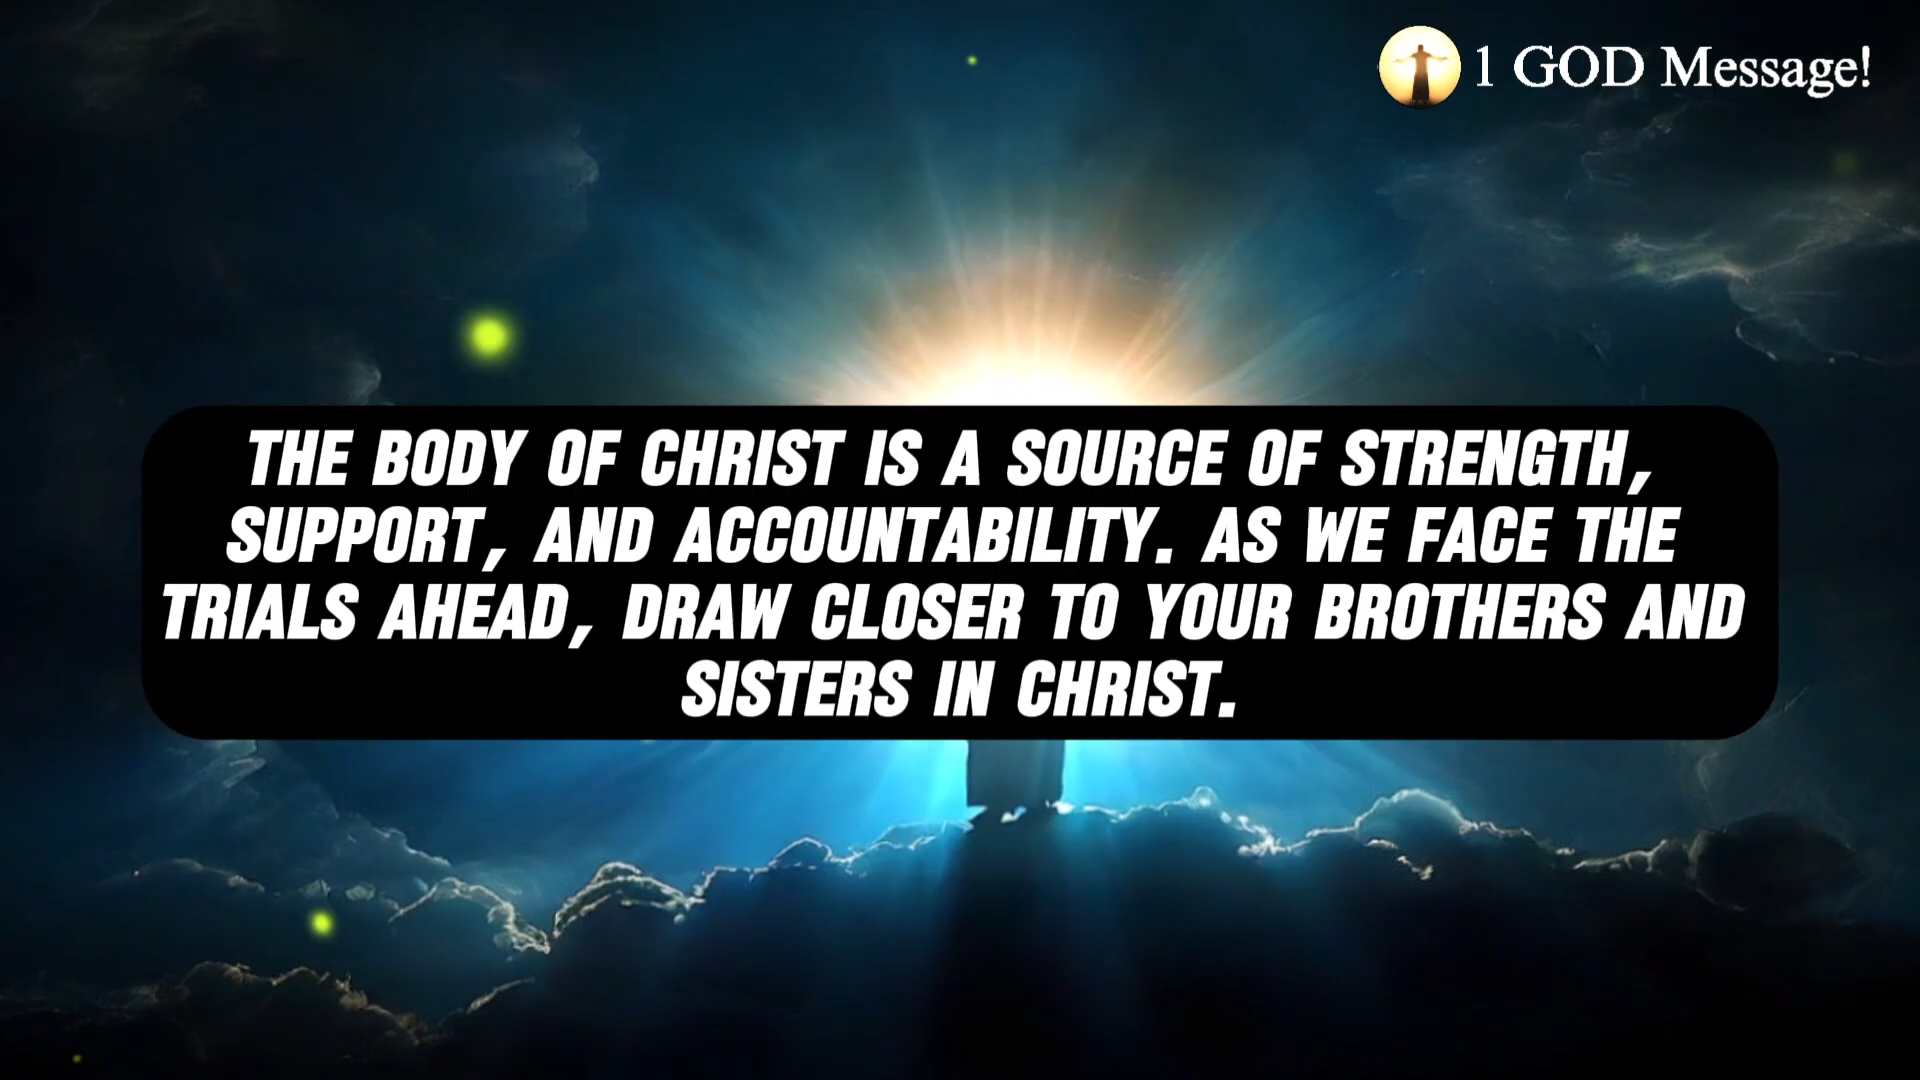 1 GOD Message!
THE BODY OF CHRIST IS A SOURCE OF STRENGTH,
SUPPORT, AND ACCOUNTABILITY. AS WE FACE THE
TRIALS AHEAD, DRAW CLOSER TO YOUR BROTHERS AND
SISTERS IN CHRIST.